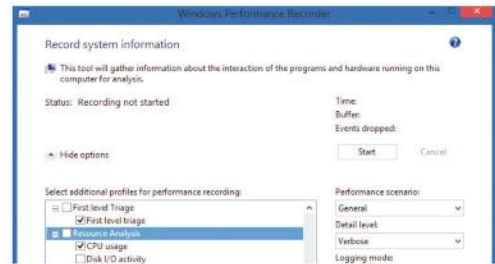 Windows Performance Recorder
Record system information
This tool will gather information about the interaction of the programs and hardware running on this
computer for analysis.
Status: Recording not started
Time:
Buffer:
Events dropped:
Start
Cancel
Hide options
Select additional profiles for performance recording:
Performance scenario:
First level Triage
General
First level triage
Detail level:
Resource Analysis
Verbose
CPU usage
Logging mode:
Disk I/O activity